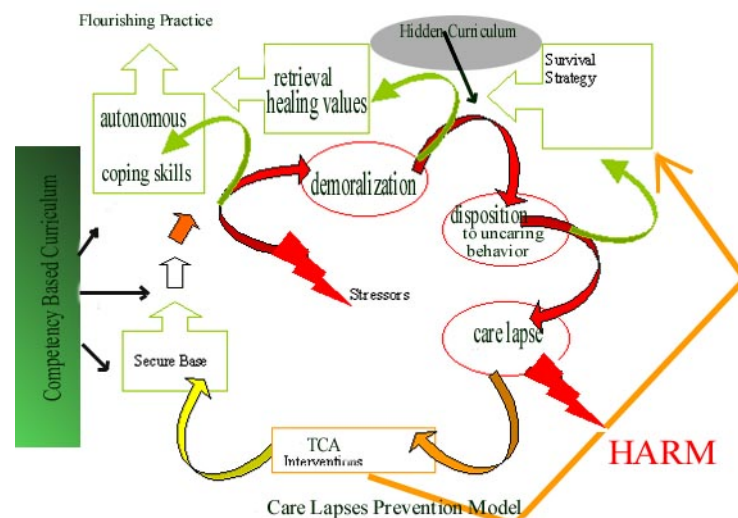 Flourishing Practice
Hidden Curriculum
Survival
Strategy
retrieval
healing values
autonomous
coping skills
demoralization
disposition
to uncaring
behavior
Competency Based Curriculum
Stressors
care lapse
Secure Base
TCA
Interventions
HARM
Care Lapses Prevention Model